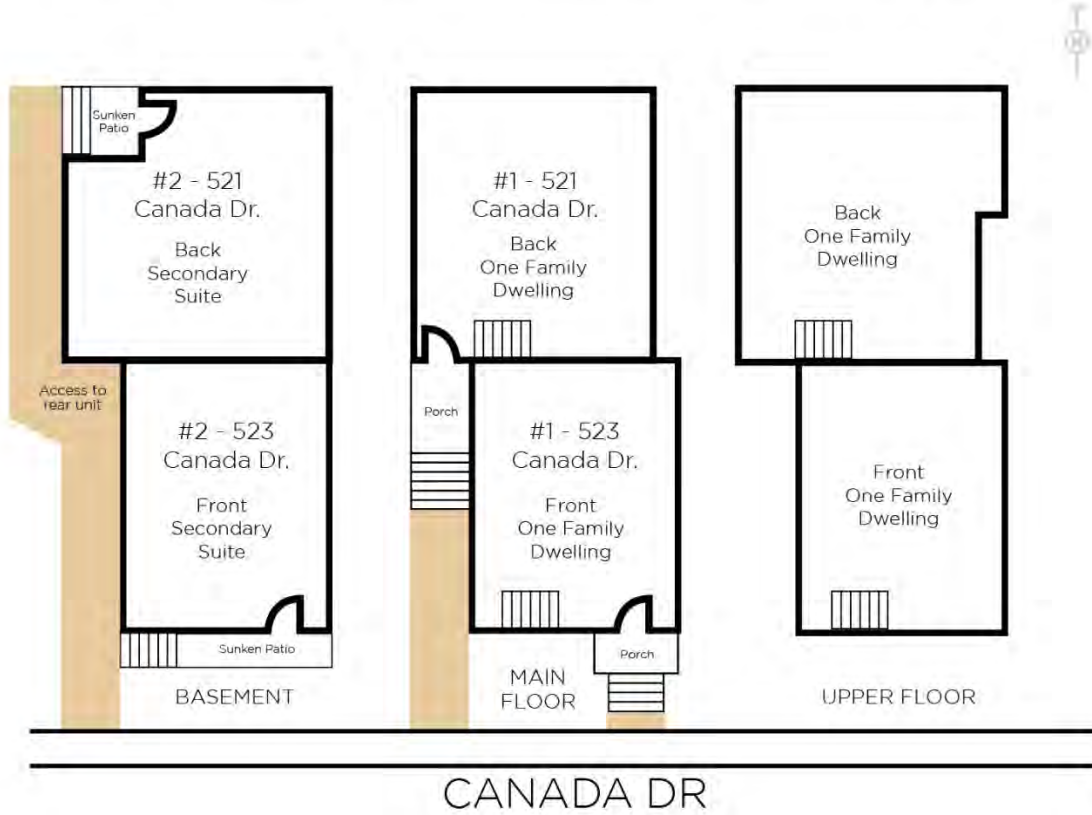 Sunken
Patio
#2 - 521
Canada Dr.
Back
Secondary
Suite
Access to
rear unit
#2 - 523
Canada Dr.
Front
Secondary
Suite
Sunken Patio
BASEMENT
#1 - 521
Canada Dr.
Back
One Family
Dwelling
Porch
#1 - 523
Canada Dr.
Front
One Family
Dwelling
Porch
MAIN
FLOOR
Back
One Family
Dwelling
Front
One Family
Dwelling
UPPER FLOOR
CANADA DR